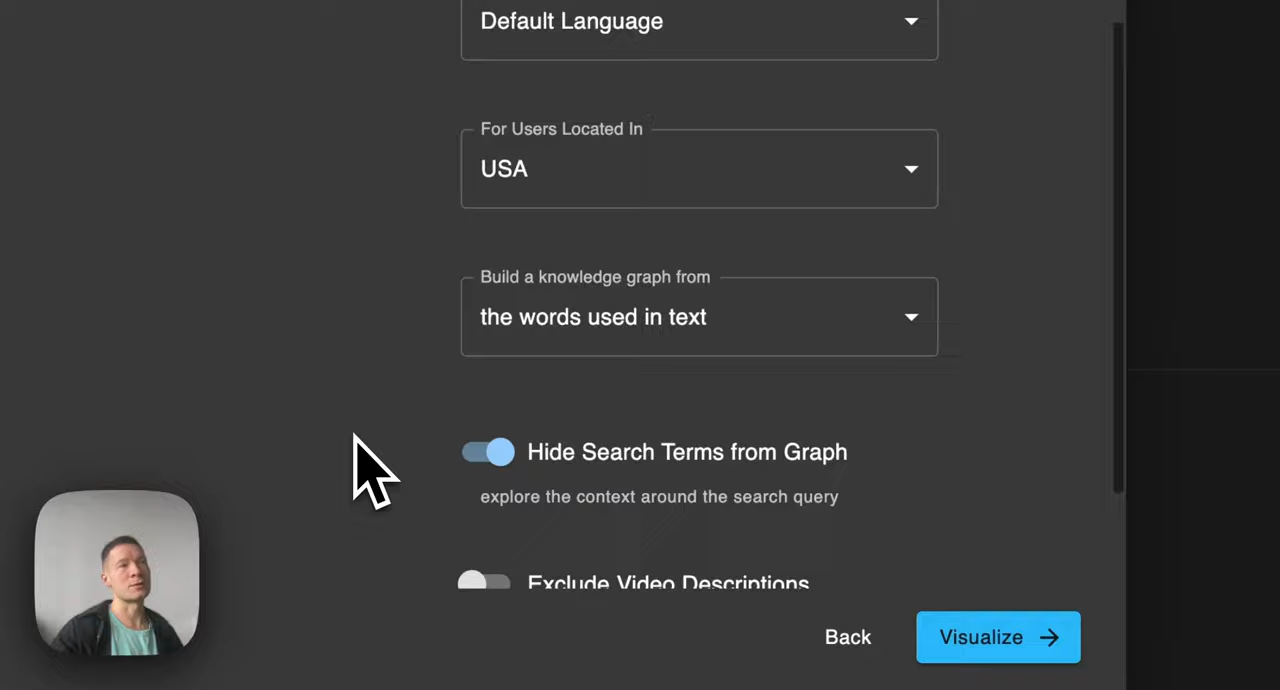 Default Language
For Users Located In
USA
Build a knowledge graph from
the words used in text
Hide Search Terms from Graph
explore the context around the search query
Exclude Video Descriptions
Back
Visualize